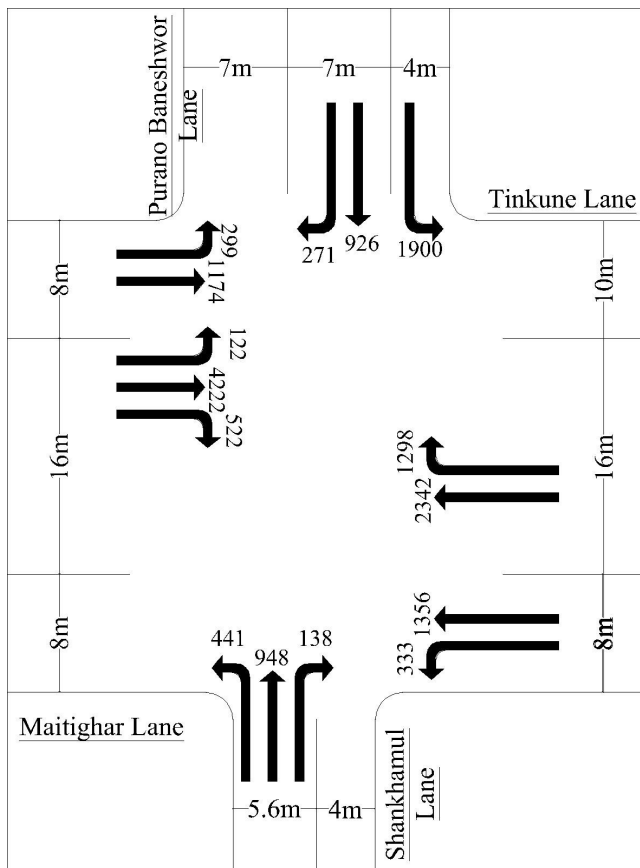 Purano Baneshwor
Lane
7m
7m
4m
Tinkune Lane
271
926
1900
299
1174
8m
10m
122
4222
522
16m
16m
1298
2342
1356
333
8m
8m
441
948
138
Maitighar Lane
5.6m
4m
Shankhamul
Lane